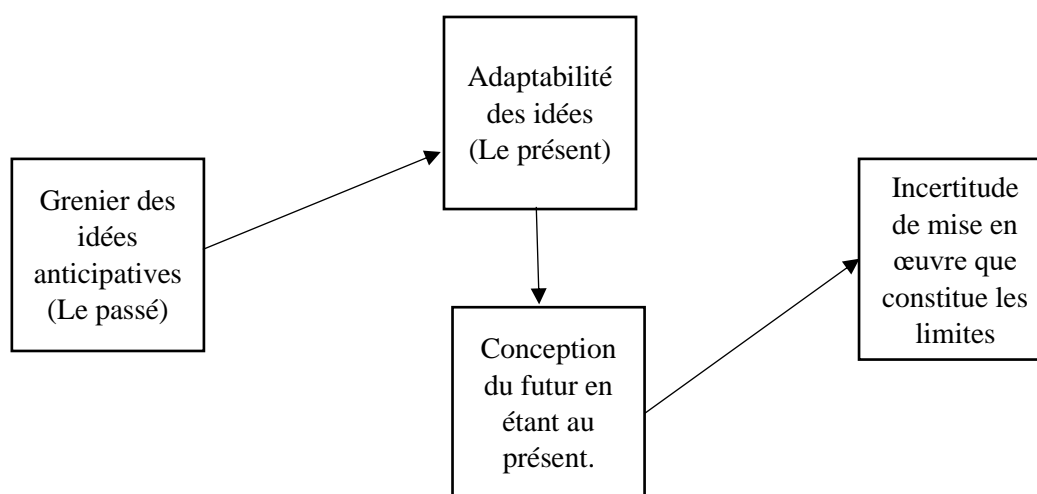 Grenier des
idées
anticipatives
(Le passé)
Adaptabilité
des idées
(Le présent)
Conception
du futur en
étant au
présent.
Incertitude
de mise en
œuvre que
constitue les
limites